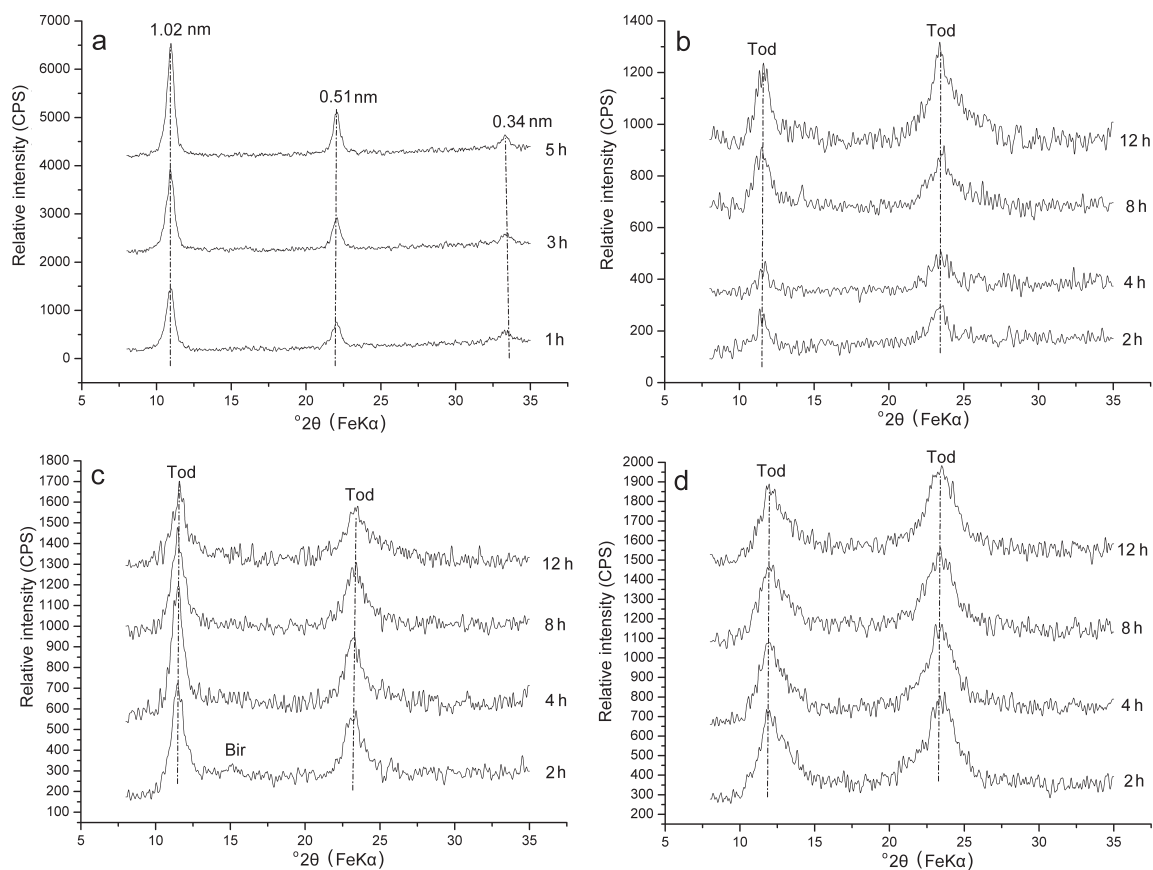 a
1.02 nm
0.51 nm
0.34 nm
5 h
3 h
1 h
7000
6000
5000
4000
3000
2000
1000
0
5
10
15
20
25
30
35
Relative intensity (CPS)
°2θ (FeKα)
b
Tod
Tod
12 h
8 h
4 h
2 h
1400
1200
1000
800
600
400
200
0
5
10
15
20
25
30
35
Relative intensity (CPS)
°2θ (FeKα)
c
Tod
Tod
Bir
12 h
8 h
4 h
2 h
1800
1700
1600
1500
1400
1300
1200
1100
1000
900
800
700
600
500
400
300
200
100
5
10
15
20
25
30
35
Relative intensity (CPS)
°2θ (FeKα)
d
Tod
Tod
12 h
8 h
4 h
2 h
2000
1900
1800
1700
1600
1500
1400
1300
1200
1100
1000
900
800
700
600
500
400
300
200
5
10
15
20
25
30
35
Relative intensity (CPS)
°2θ (FeKα)